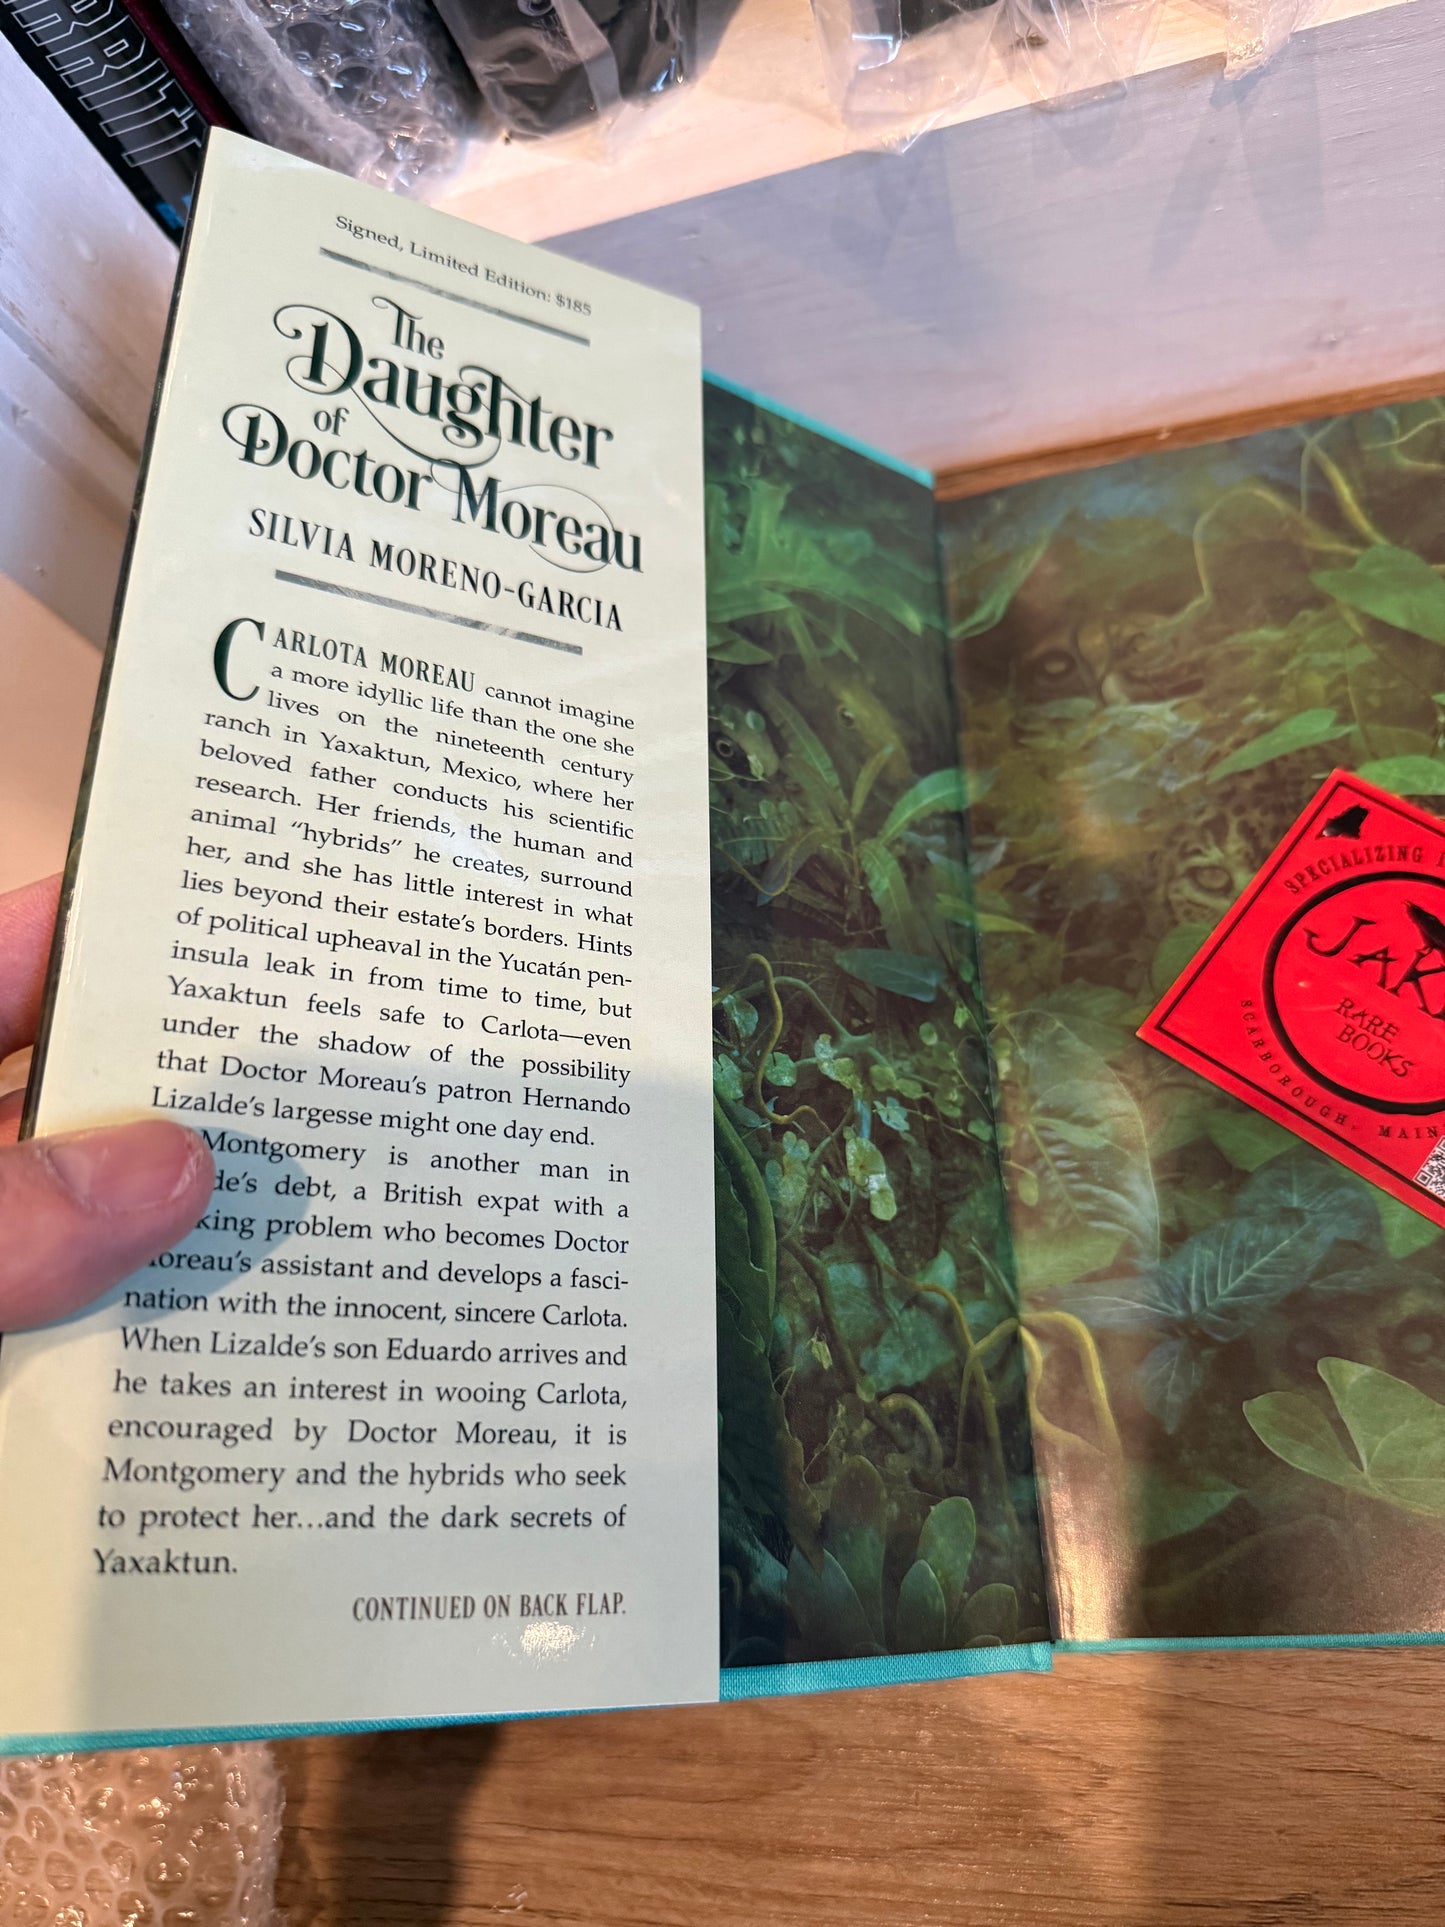 Signed, Limited Edition: $185
The
Daughter
of
Doctor Moreau
SILVIA MORENO-GARCIA
CARLOTA MOREAU cannot imagine
a more idyllic life than the one she
lives on the nineteenth century
ranch in Yaxaktun, Mexico, where her
beloved father conducts his scientific
research. Her friends, the human and
animal “hybrids” he creates, surround
her, and she has little interest in what
lies beyond their estate’s borders. Hints
of political upheaval in the Yucatán pen-
insula leak in from time to time, but
Yaxaktun feels safe to Carlota—even
under the shadow of the possibility
that Doctor Moreau’s patron Hernando
Lizalde’s largesse might one day end.
Montgomery is another man in
de’s debt, a British expat with a
king problem who becomes Doctor
Moreau’s assistant and develops a fasci-
nation with the innocent, sincere Carlota.
When Lizalde’s son Eduardo arrives and
he takes an interest in wooing Carlota,
encouraged by Doctor Moreau, it is
Montgomery and the hybrids who seek
to protect her…and the dark secrets of
Yaxaktun.
CONTINUED ON BACK FLAP.
SPECIALIZING
JAK
RARE
BOOKS
SCARBOROUGH, MAIN